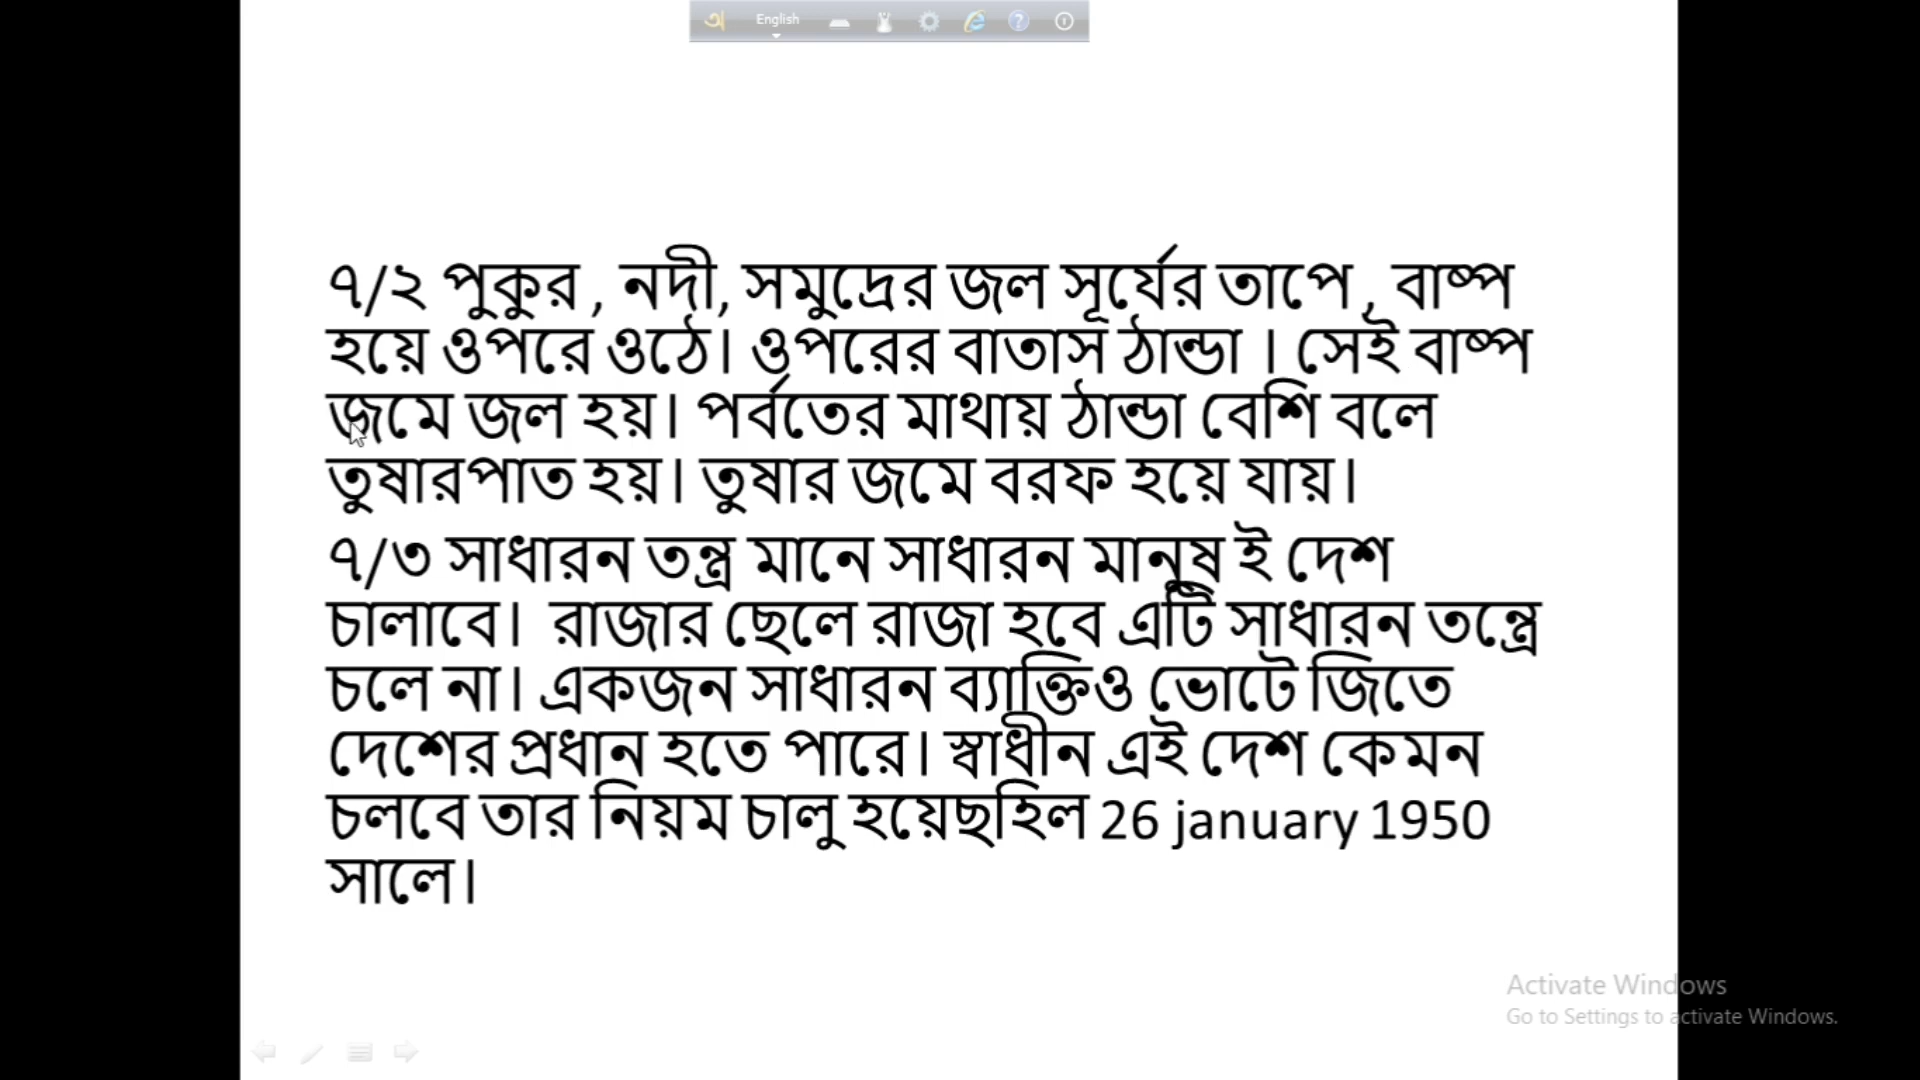 English
৭/২ পুকুর , নদী, সমুদ্রের জল সূর্যের তাপে , বাষ্প
হয়ে ওপরে ওঠে। ওপরের বাতাস ঠান্ডা । সেই বাষ্প
জমে জল হয়। পর্বতের মাথায় ঠান্ডা বেশি বলে
তুষারপাত হয়। তুষার জমে বরফ হয়ে যায়।
৭/৩ সাধারন তন্ত্র মানে সাধারন মানুষ ই দেশ
চালাবে। রাজার ছেলে রাজা হবে এটি সাধারন তন্ত্রে
চলে না। একজন সাধারন ব্যাক্তিও ভোটে জিতে
দেশের প্রধান হতে পারে। স্বাধীন এই দেশ কেমন
চলবে তার নিয়ম চালু হয়েছহিল 26 january 1950
সালে।
Activate Windows
Go to Settings to activate Windows.